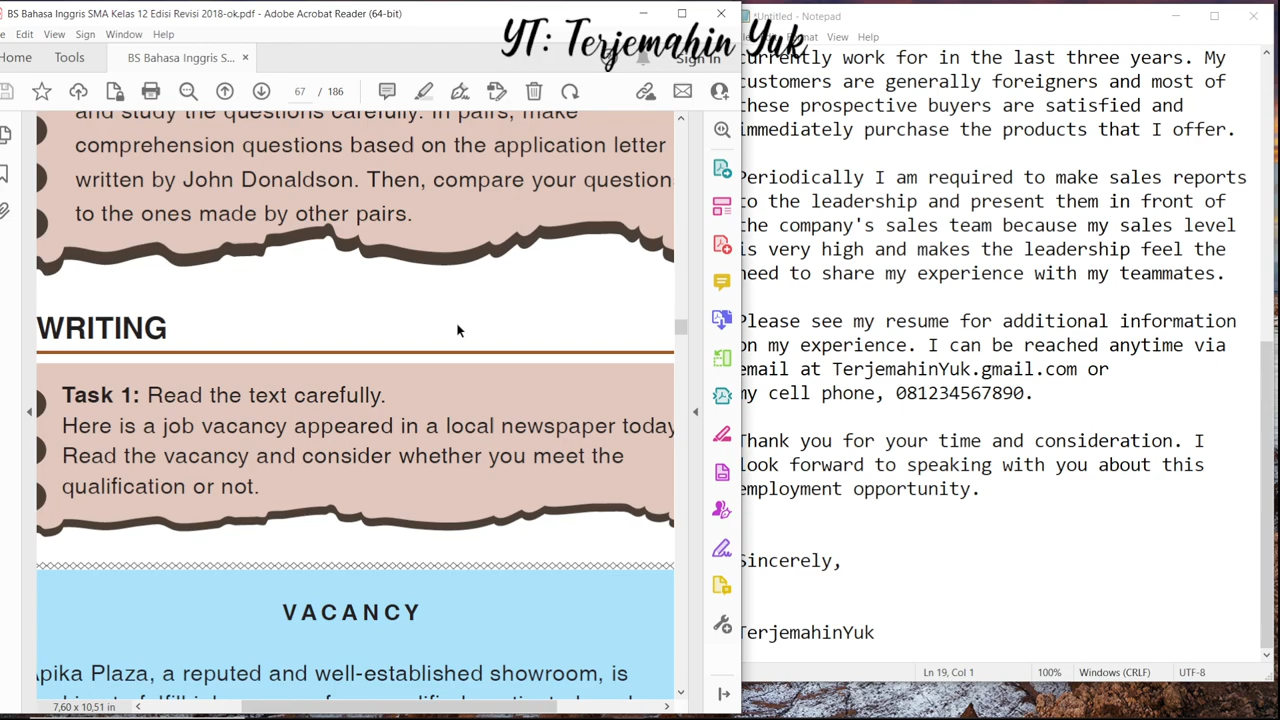 BS Bahasa Inggris SMA Kelas 12 Edisi Revisi 2018-ok.pdf - Adobe Acrobat Reader (64-bit)
Edit View Sign Window Help
Home Tools BS Bahasa Inggris S... ×
Sign In
YT: Terjemahin Yuk
67 / 186
and study the questions carefully. In pairs, make
comprehension questions based on the application letter
written by John Donaldson. Then, compare your question
to the ones made by other pairs.
WRITING
Task 1: Read the text carefully.
Here is a job vacancy appeared in a local newspaper today
Read the vacancy and consider whether you meet the
qualification or not.
VACANCY
Apika Plaza, a reputed and well-established showroom, is
7,60 x 10,51 in
*Untitled - Notepad
View Help
currently work for in the last three years. My
customers are generally foreigners and most of
these prospective buyers are satisfied and
immediately purchase the products that I offer.
Periodically I am required to make sales reports
to the leadership and present them in front of
the company's sales team because my sales level
is very high and makes the leadership feel the
need to share my experience with my teammates.
Please see my resume for additional information
on my experience. I can be reached anytime via
email at TerjemahinYuk.gmail.com or
my cell phone, 081234567890.
Thank you for your time and consideration. I
look forward to speaking with you about this
employment opportunity.
Sincerely,
TerjemahinYuk
Ln 19, Col 1 100% Windows (CRLF) UTF-8